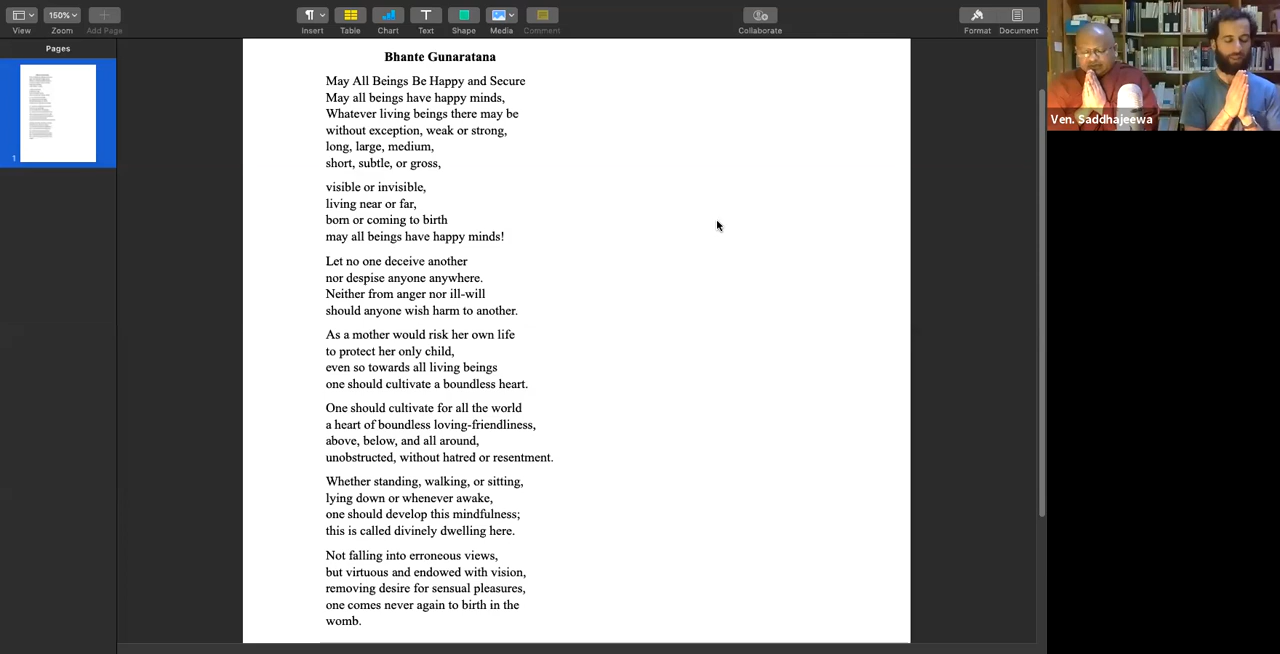 150%
View
Zoom
Add Page
Insert
Table
Chart
Text
Shape
Media
Comment
Collaborate
Format
Document
Pages
1
Bhante Gunaratana
May All Beings Be Happy and Secure
May all beings have happy minds,
Whatever living beings there may be
without exception, weak or strong,
long, large, medium,
short, subtle, or gross,
visible or invisible,
living near or far,
born or coming to birth
may all beings have happy minds!
Let no one deceive another
nor despise anyone anywhere.
Neither from anger nor ill-will
should anyone wish harm to another.
As a mother would risk her own life
to protect her only child,
even so towards all living beings
one should cultivate a boundless heart.
One should cultivate for all the world
a heart of boundless loving-friendliness,
above, below, and all around,
unobstructed, without hatred or resentment.
Whether standing, walking, or sitting,
lying down or whenever awake,
one should develop this mindfulness;
this is called divinely dwelling here.
Not falling into erroneous views,
but virtuous and endowed with vision,
removing desire for sensual pleasures,
one comes never again to birth in the
womb.
Ven. Saddhajeewa